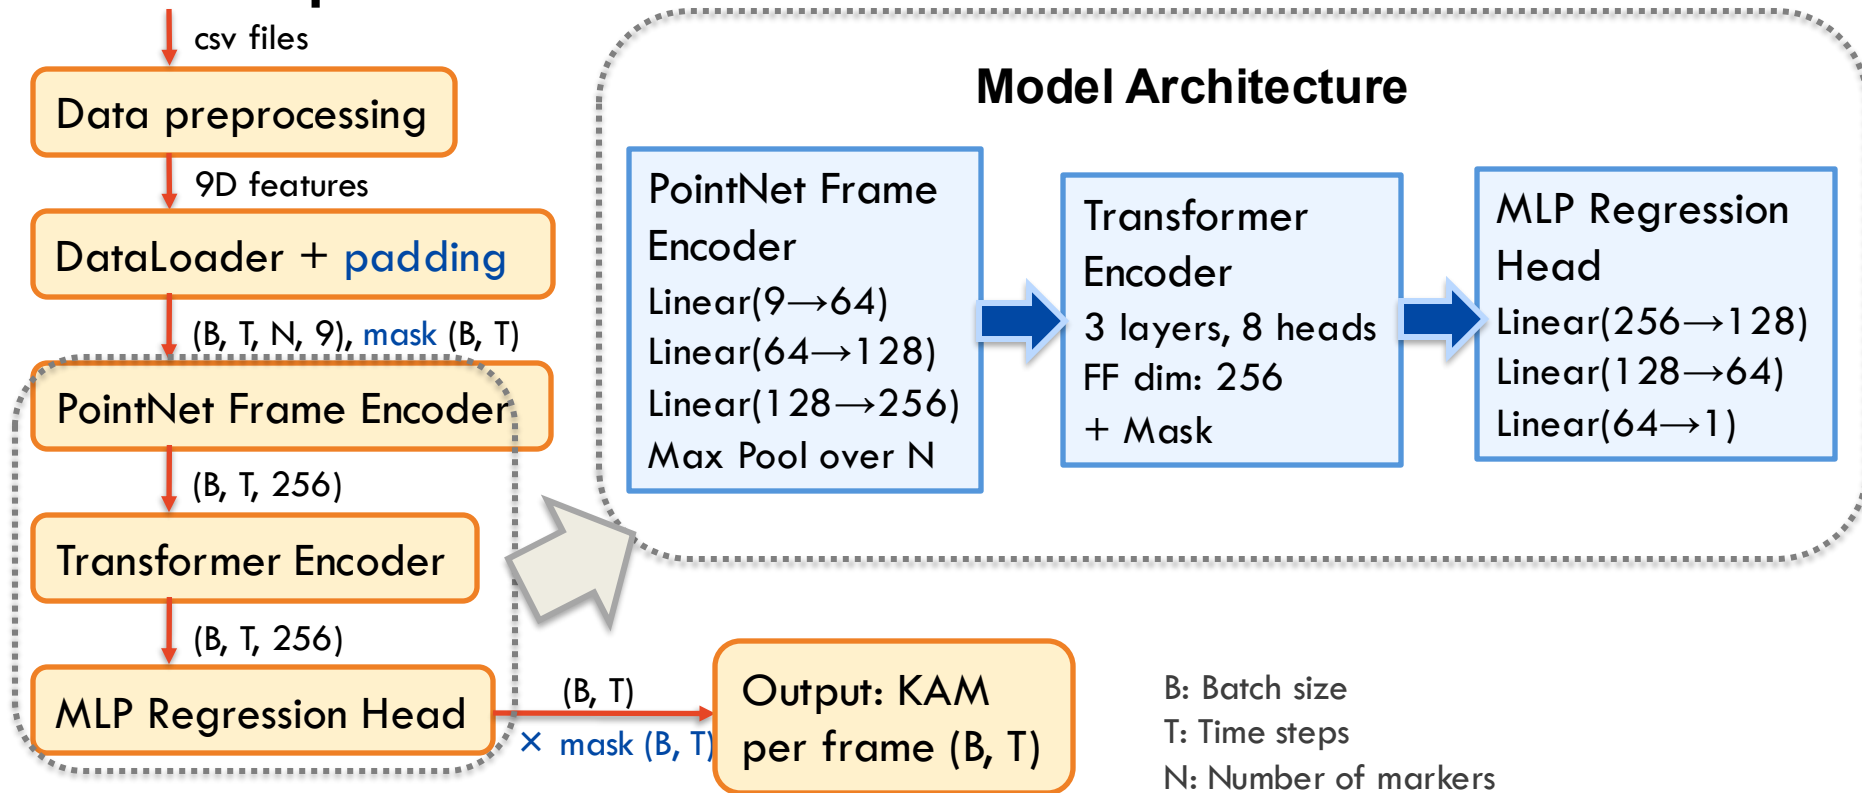 csv files
Data preprocessing
9D features
DataLoader + padding
(B, T, N, 9), mask (B, T)
PointNet Frame Encoder
(B, T, 256)
Transformer Encoder
(B, T, 256)
MLP Regression Head
(B, T)
× mask (B, T)
Output: KAM
per frame (B, T)
Model Architecture
PointNet Frame
Encoder
Linear(9→64)
Linear(64→128)
Linear(128→256)
Max Pool over N
Transformer
Encoder
3 layers, 8 heads
FF dim: 256
+ Mask
MLP Regression
Head
Linear(256→128)
Linear(128→64)
Linear(64→1)
B: Batch size
T: Time steps
N: Number of markers